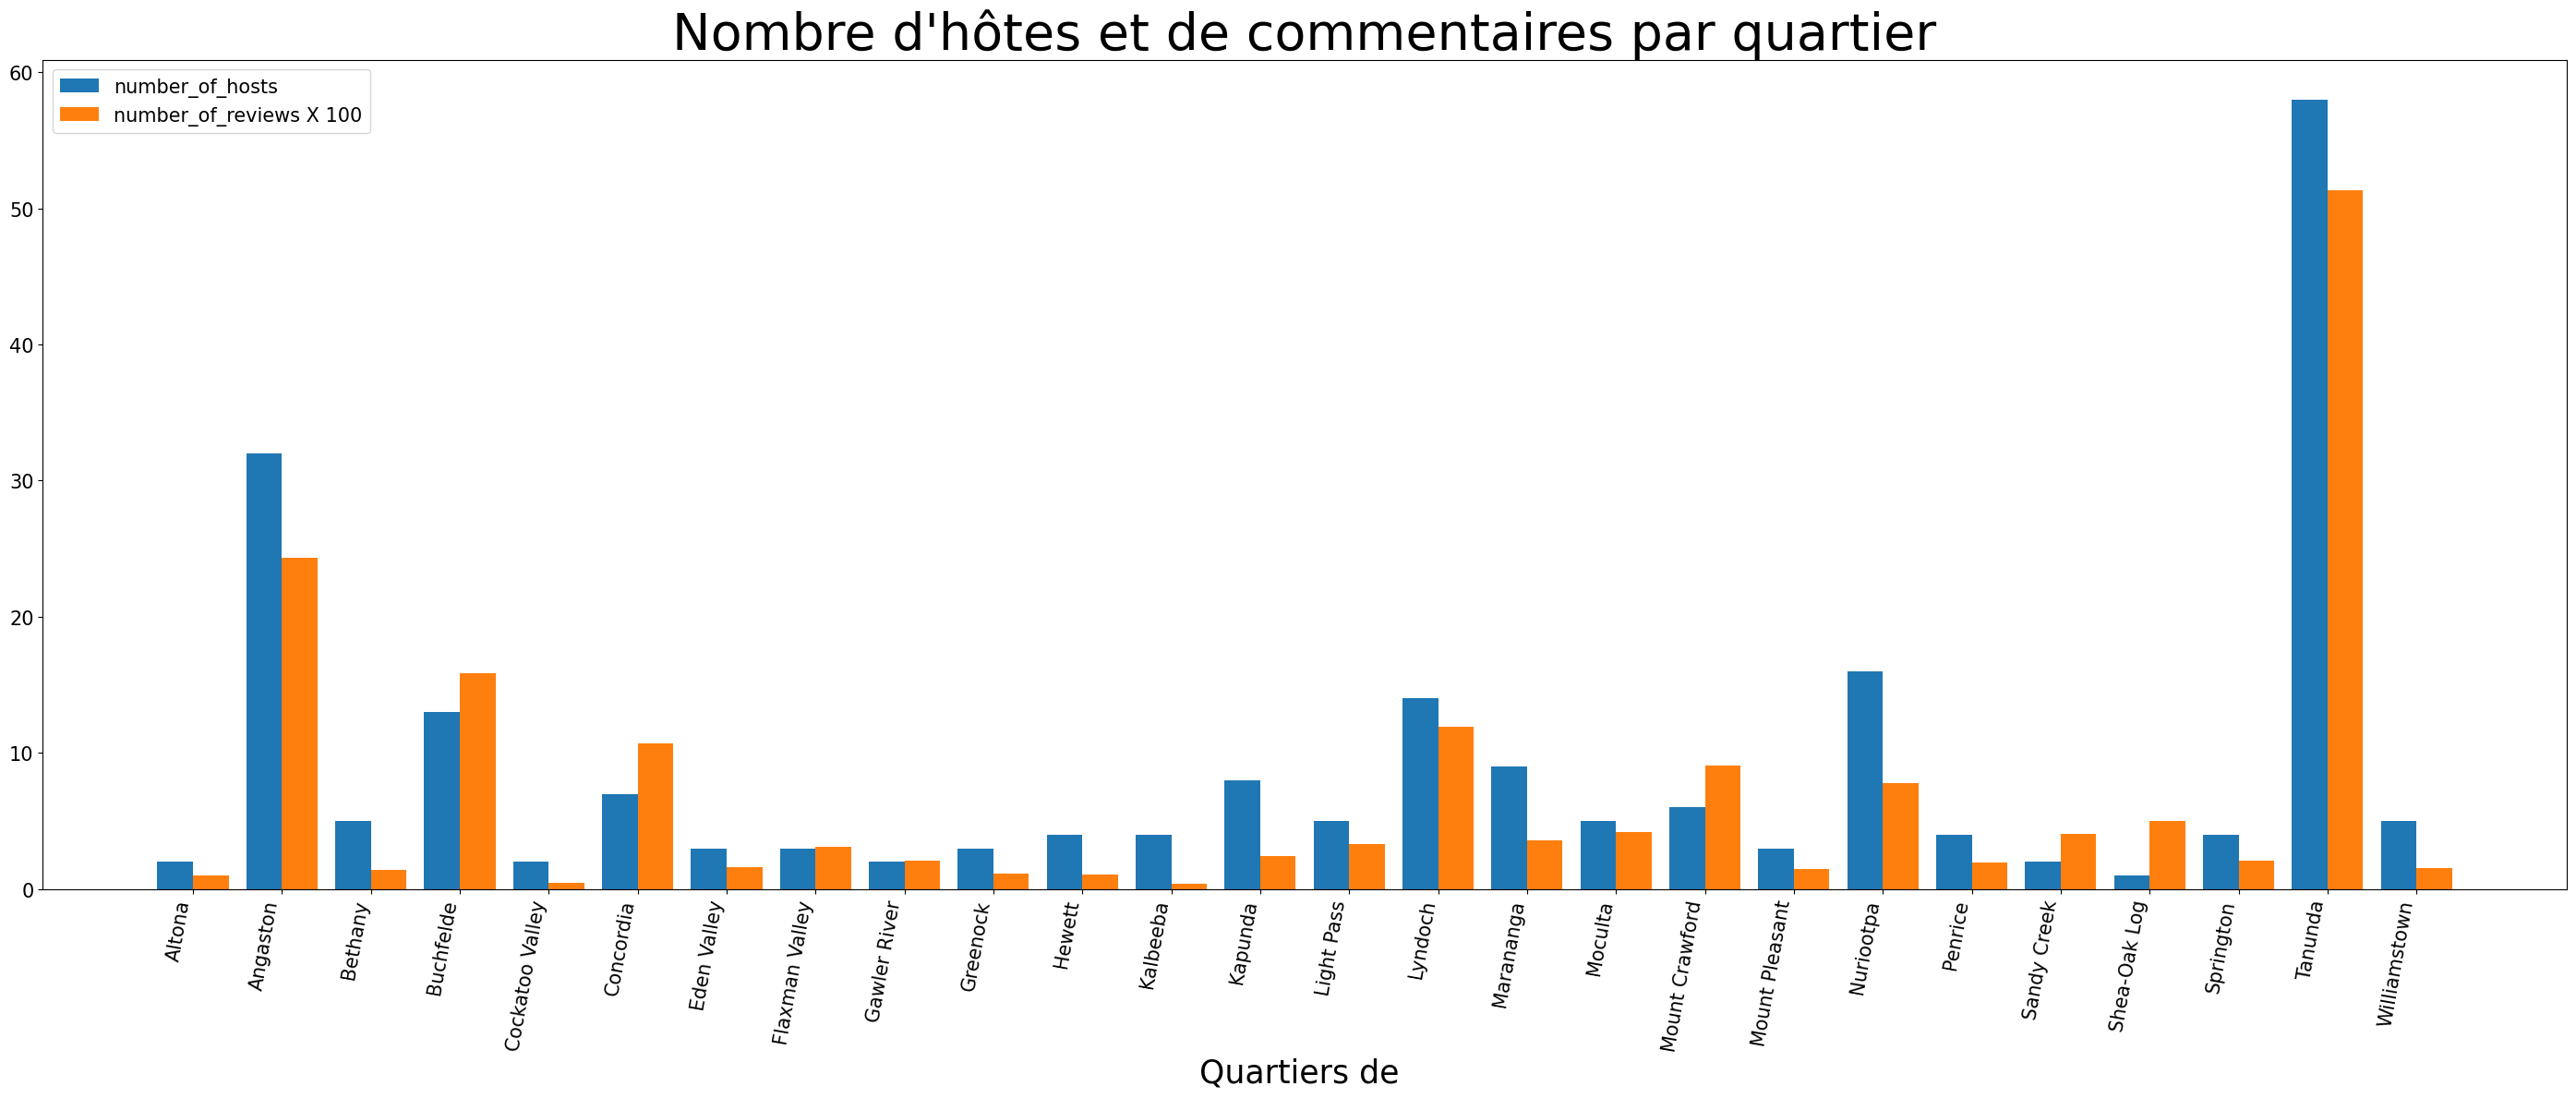 Nombre d'hôtes et de commentaires par quartier
number_of_hosts
number_of_reviews X 100
60
50
40
30
20
10
0
Altona
Angaston
Bethany
Buchfelde
Cockatoo Valley
Concordia
Eden Valley
Flaxman Valley
Gawler River
Greenock
Hewett
Kalbeeba
Kapunda
Light Pass
Lyndoch
Marananga
Moculta
Mount Crawford
Mount Pleasant
Nuriootpa
Penrice
Sandy Creek
Shea-Oak Log
Springton
Tanunda
Williamstown
Quartiers de